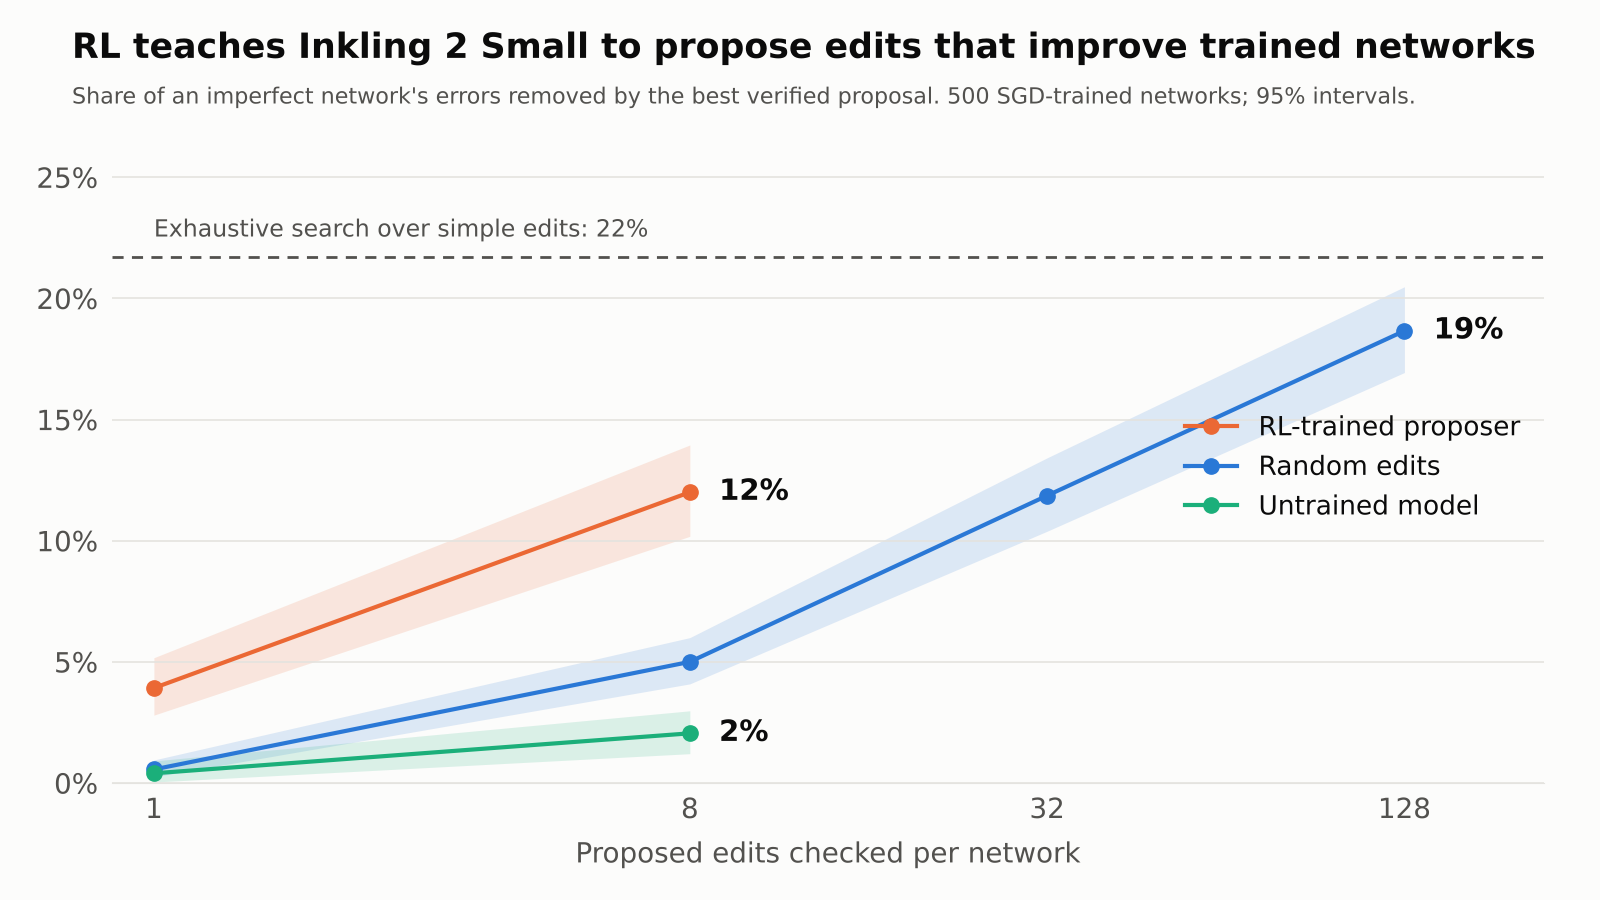 RL teaches Inkling 2 Small to propose edits that improve trained networks
Share of an imperfect network's errors removed by the best verified proposal. 500 SGD-trained networks; 95% intervals.
25%
Exhaustive search over simple edits: 22%
20%
19%
15%
RL-trained proposer
Random edits
Untrained model
12%
10%
5%
2%
0%
1
8
32
128
Proposed edits checked per network